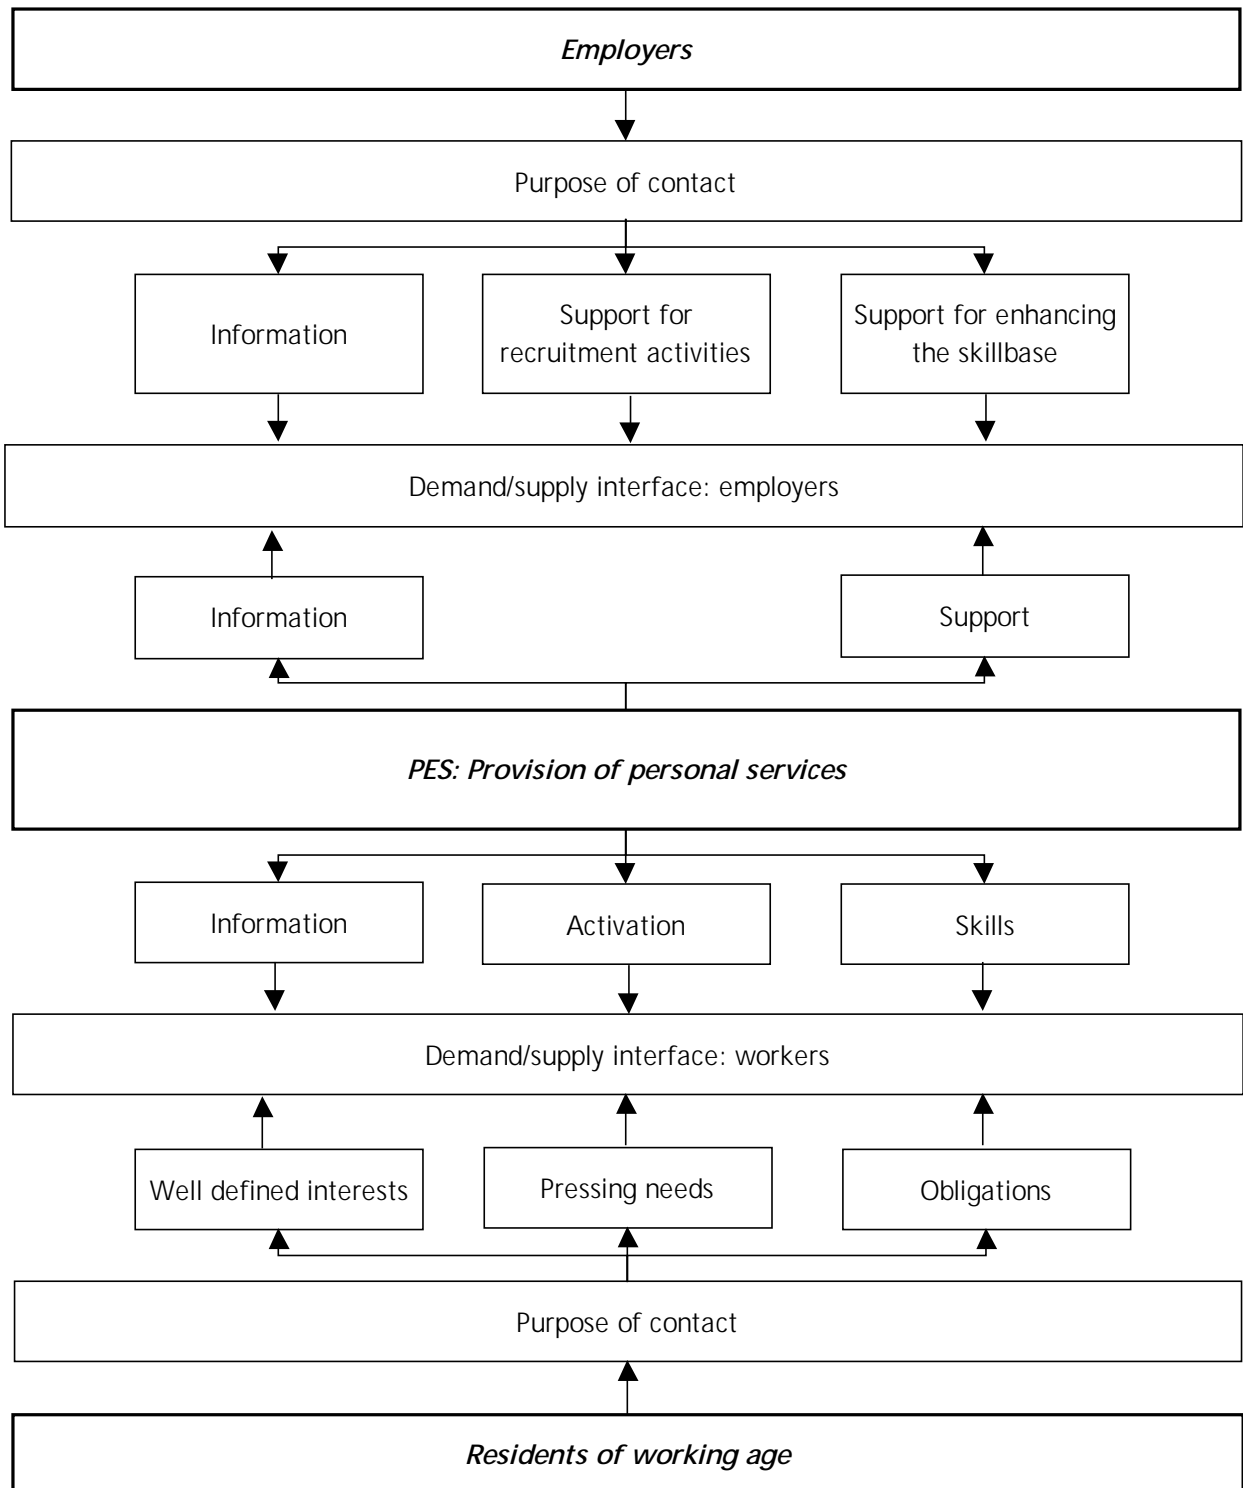 Employers
Purpose of contact
Information
Support for
recruitment activities
Support for enhancing
the skillbase
Demand/supply interface: employers
Information
Support
PES: Provision of personal services
Information
Activation
Skills
Demand/supply interface: workers
Well defined interests
Pressing needs
Obligations
Purpose of contact
Residents of working age